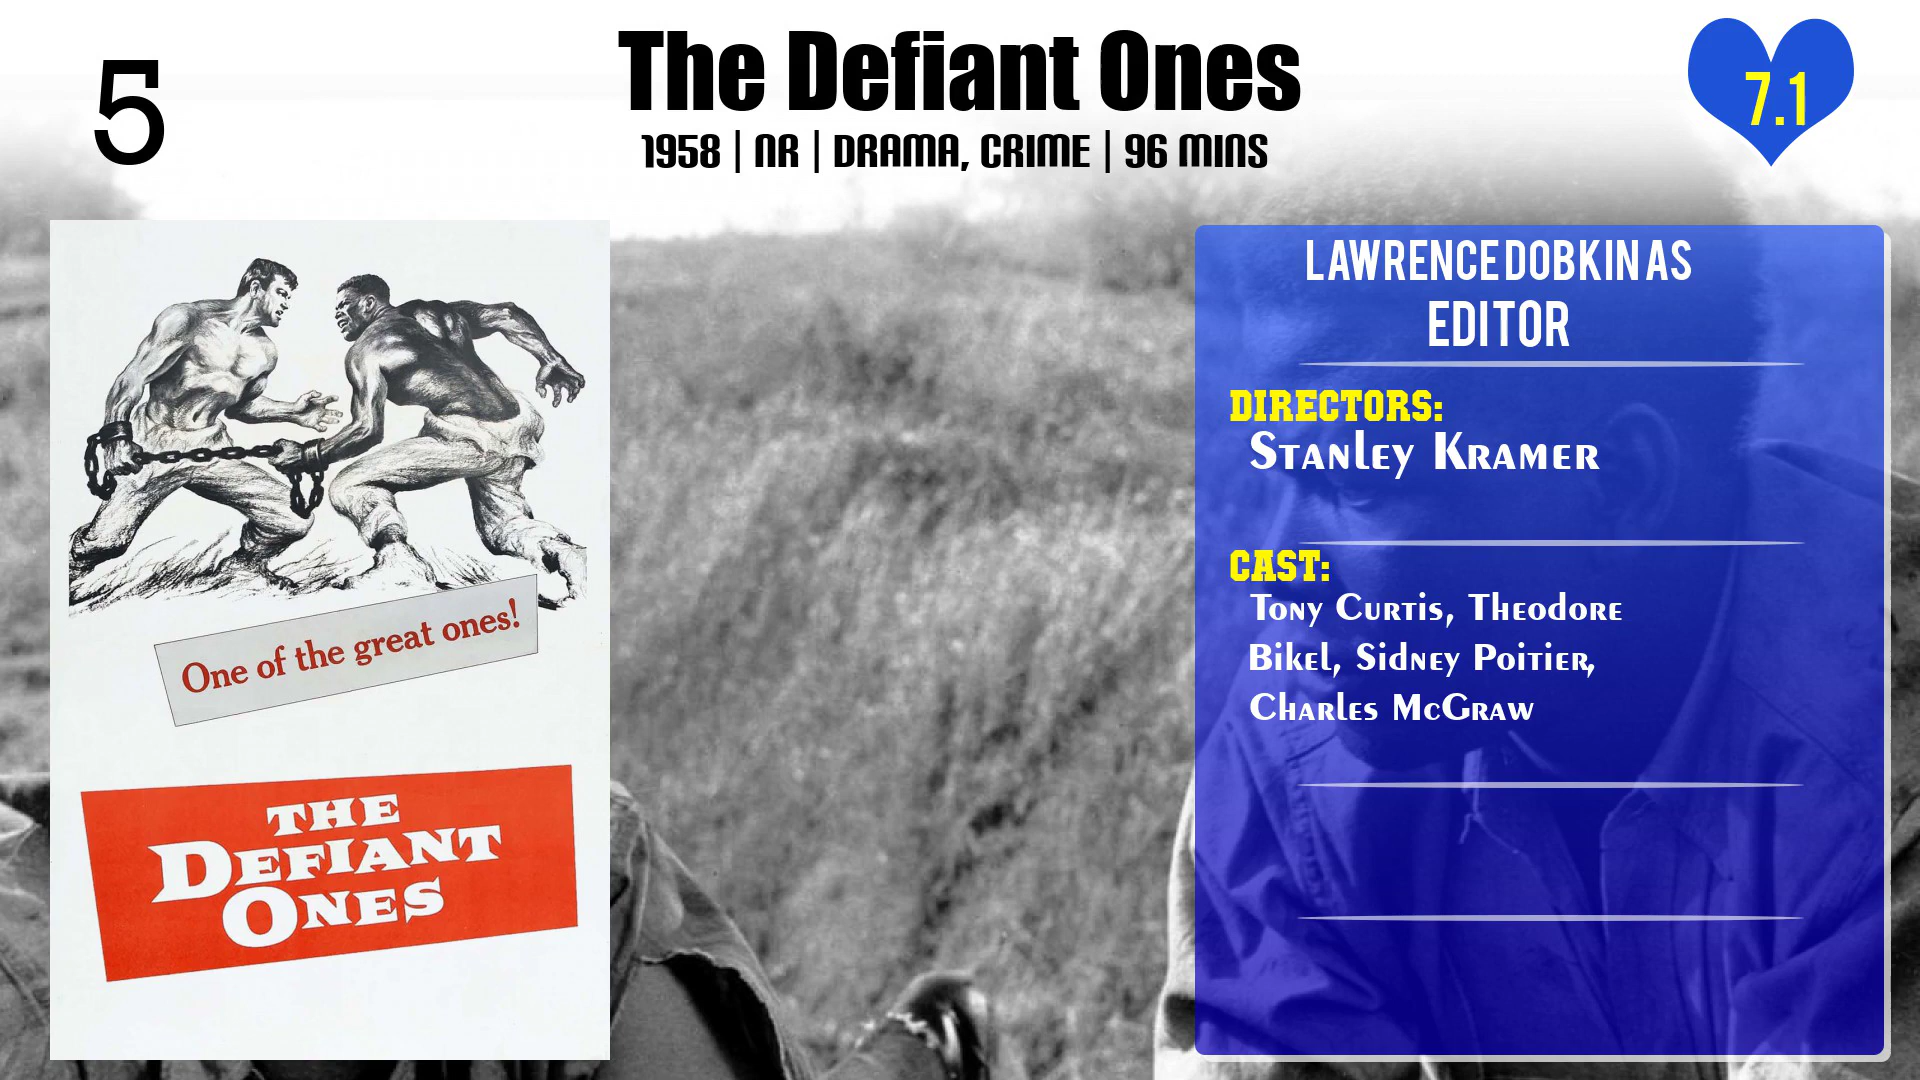 5
The Defiant Ones
1958 | NR | DRAMA, CRIME | 96 MINS
7.1
One of the great ones!
THE
DEFIANT
ONES
LAWRENCE DOBKIN AS
EDITOR
DIRECTORS:
Stanley Kramer
CAST:
Tony Curtis, Theodore
Bikel, Sidney Poitier,
Charles McGraw